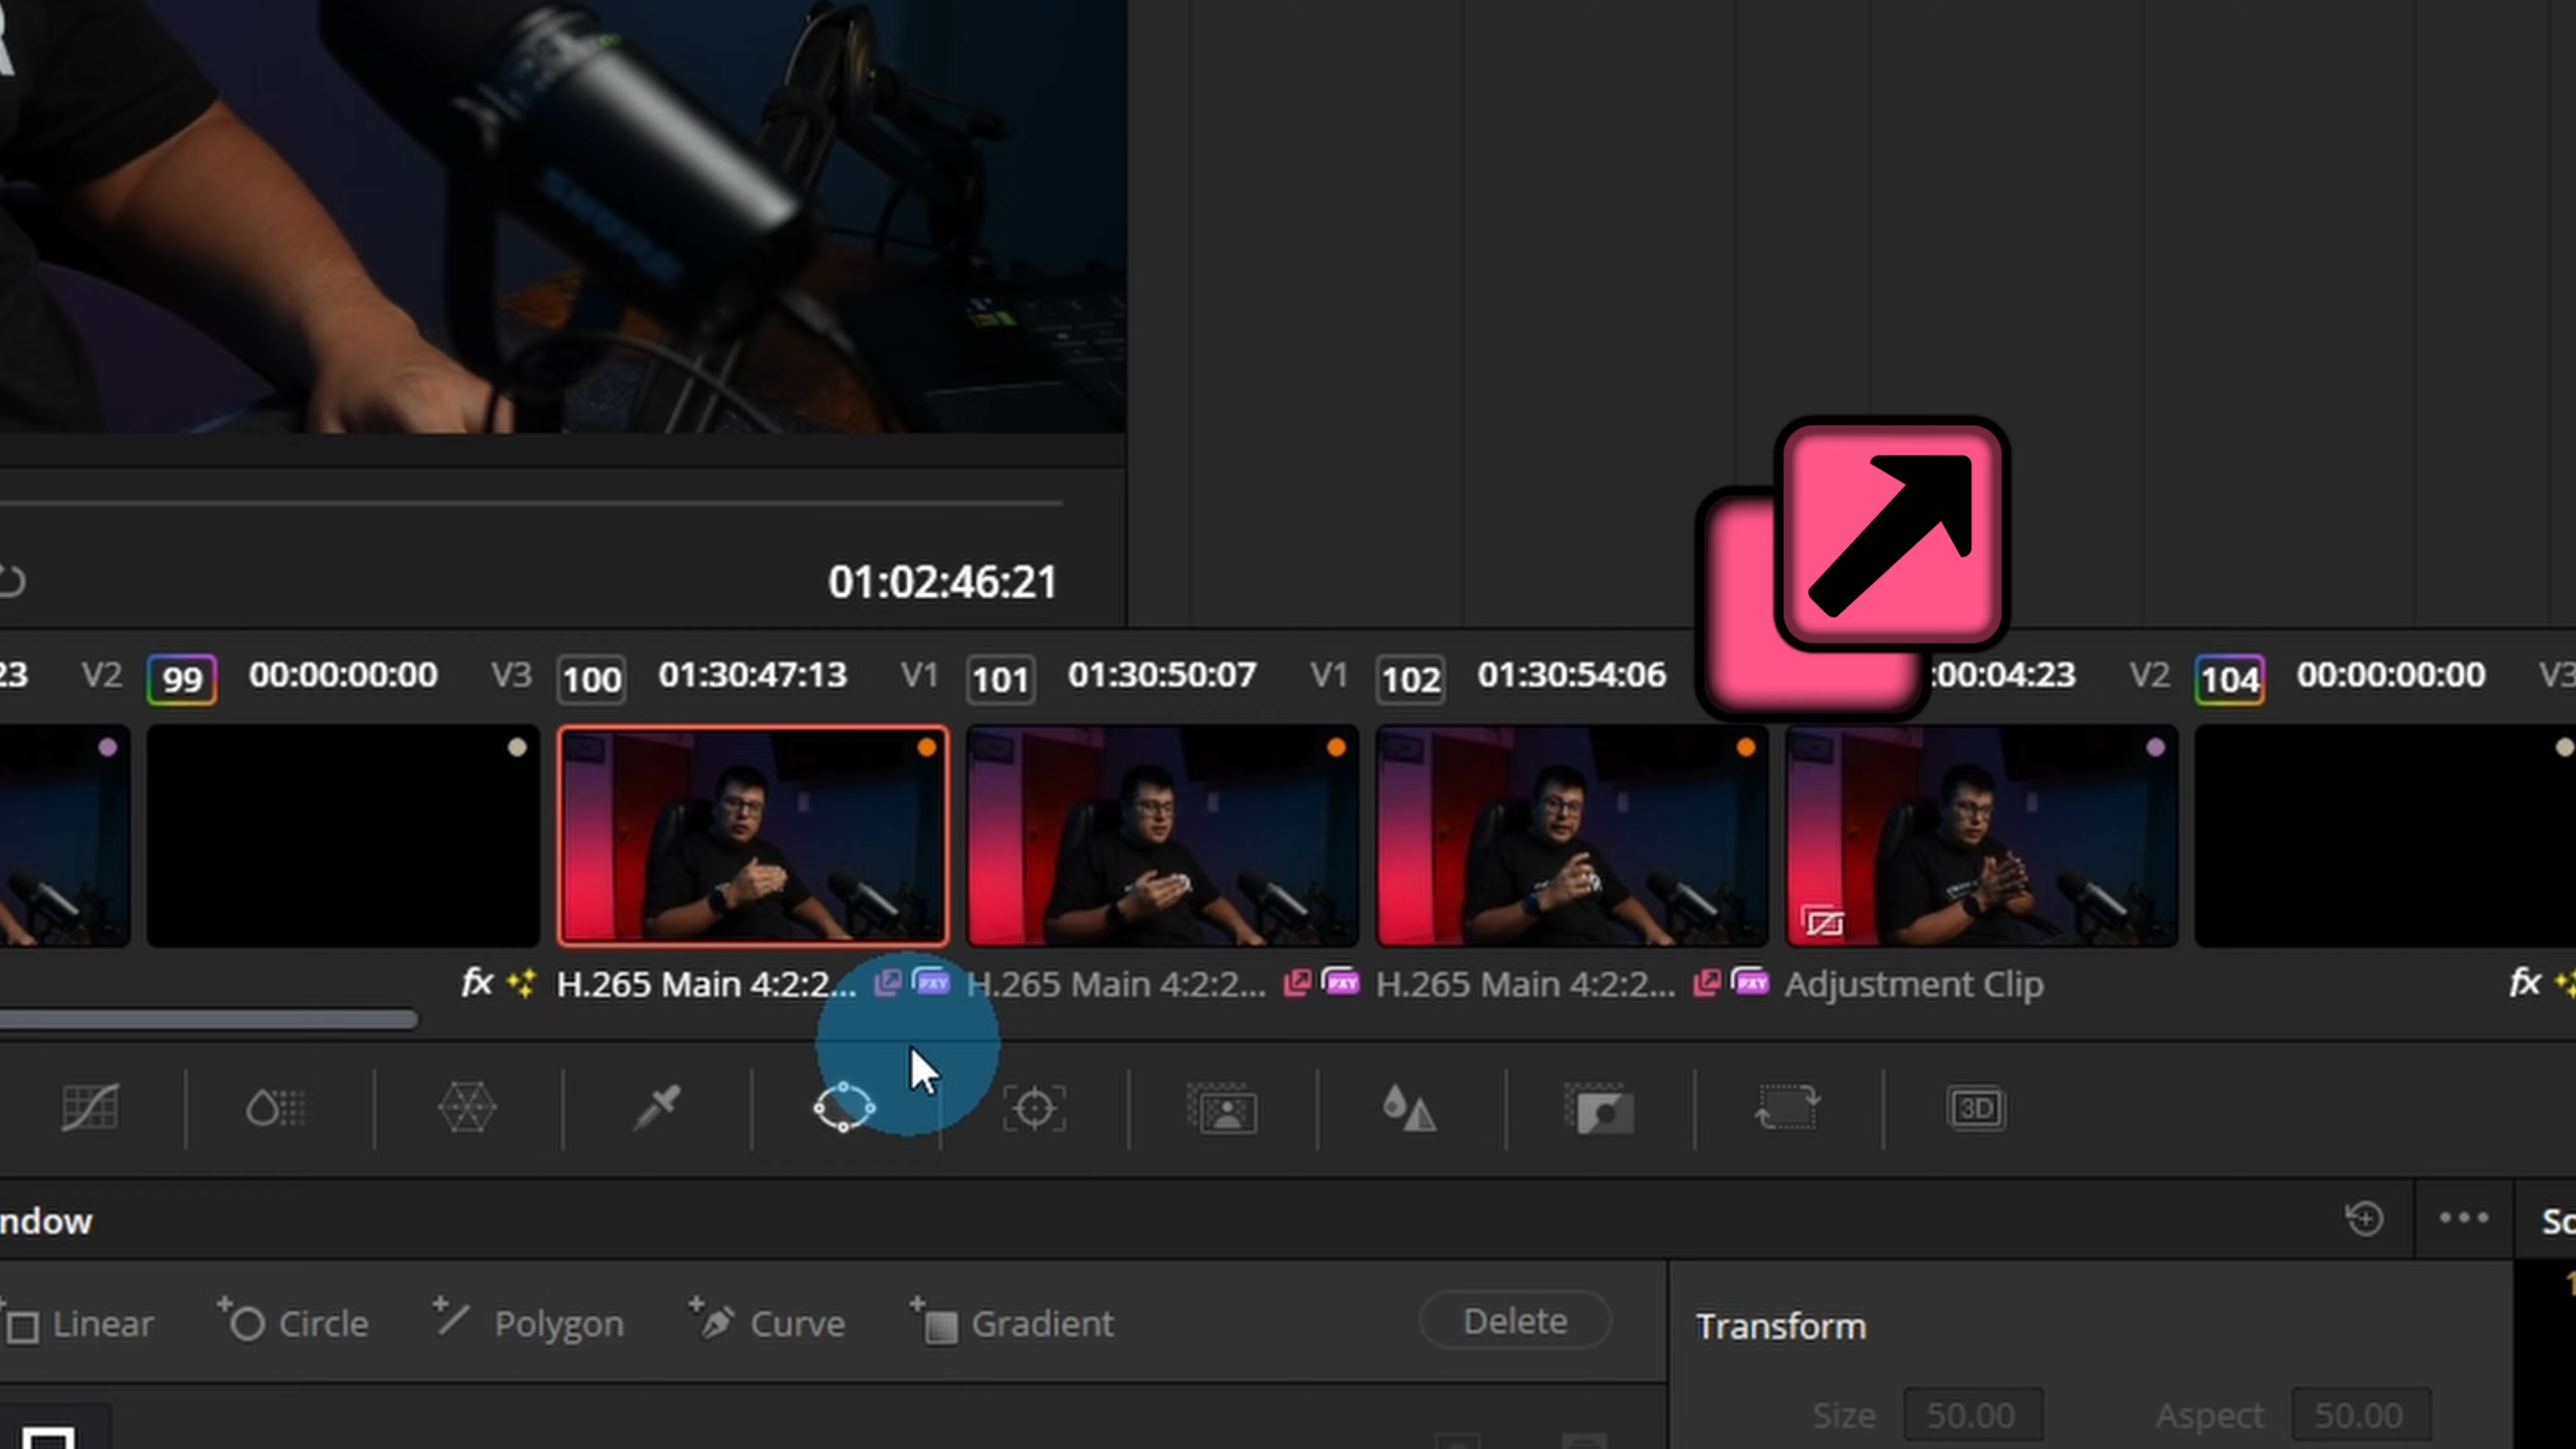 01:02:46:21
23 V2 99 00:00:00:00 V3 100 01:30:47:13 V1 101 01:30:50:07 V1 102 01:30:54:06 :00:04:23 V2 104 00:00:00:00 V3
fx H.265 Main 4:2:2... PXY H.265 Main 4:2:2... PXY H.265 Main 4:2:2... PXY Adjustment Clip fx
3D
ndow
Linear Circle Polygon Curve Gradient Delete
Transform
Size 50.00 Aspect 50.00